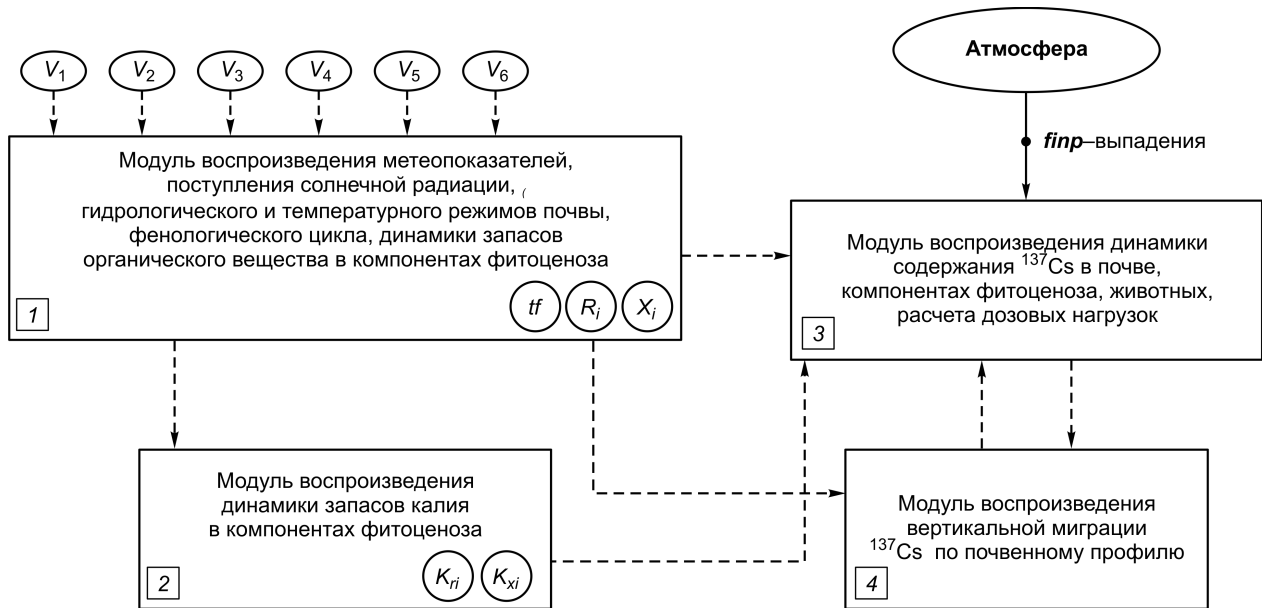 V1 V2 V3 V4 V5 V6
Атмосфера
finp–выпадения
Модуль воспроизведения метеопоказателей,
поступления солнечной радиации, (
гидрологического и температурного режимов почвы,
фенологического цикла, динамики запасов
органического вещества в компонентах фитоценоза
1
tf Ri Xi
Модуль воспроизведения динамики
содержания 137Cs в почве,
компонентах фитоценоза, животных,
расчета дозовых нагрузок
3
Модуль воспроизведения
динамики запасов калия
в компонентах фитоценоза
2
Kri Kxi
Модуль воспроизведения
вертикальной миграции
137Cs по почвенному профилю
4